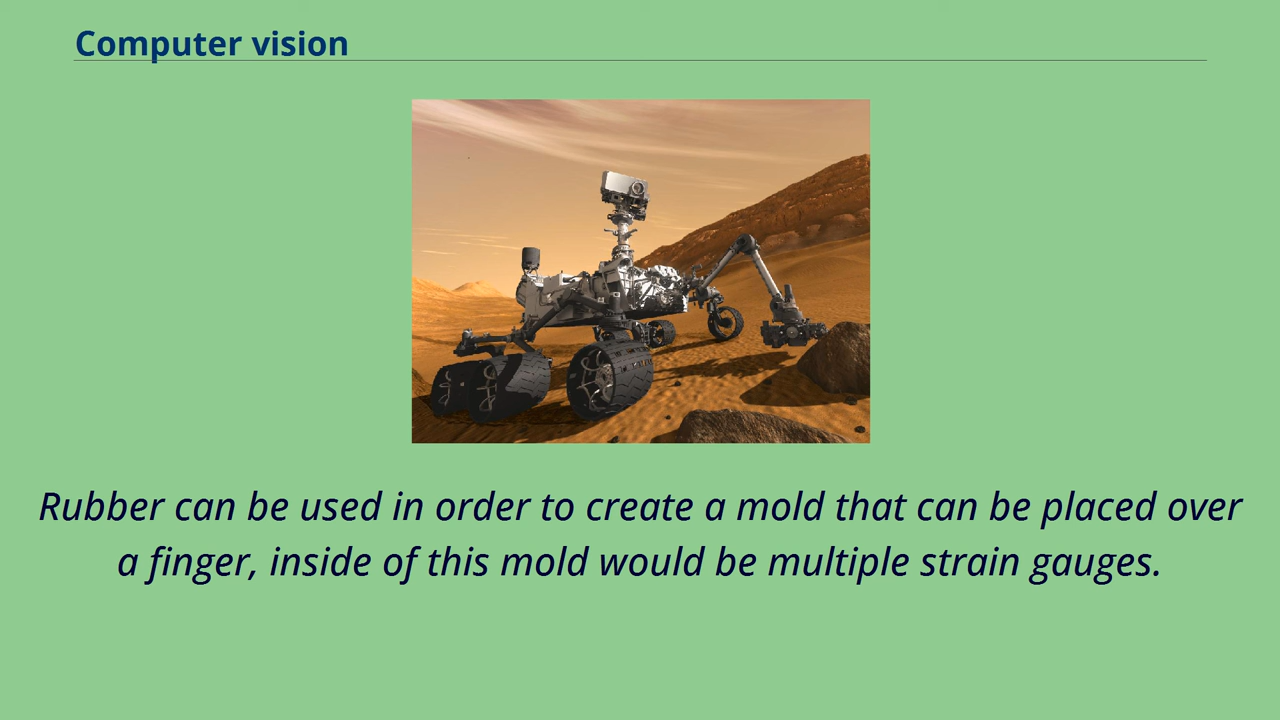 Computer vision
Rubber can be used in order to create a mold that can be placed over
a finger, inside of this mold would be multiple strain gauges.